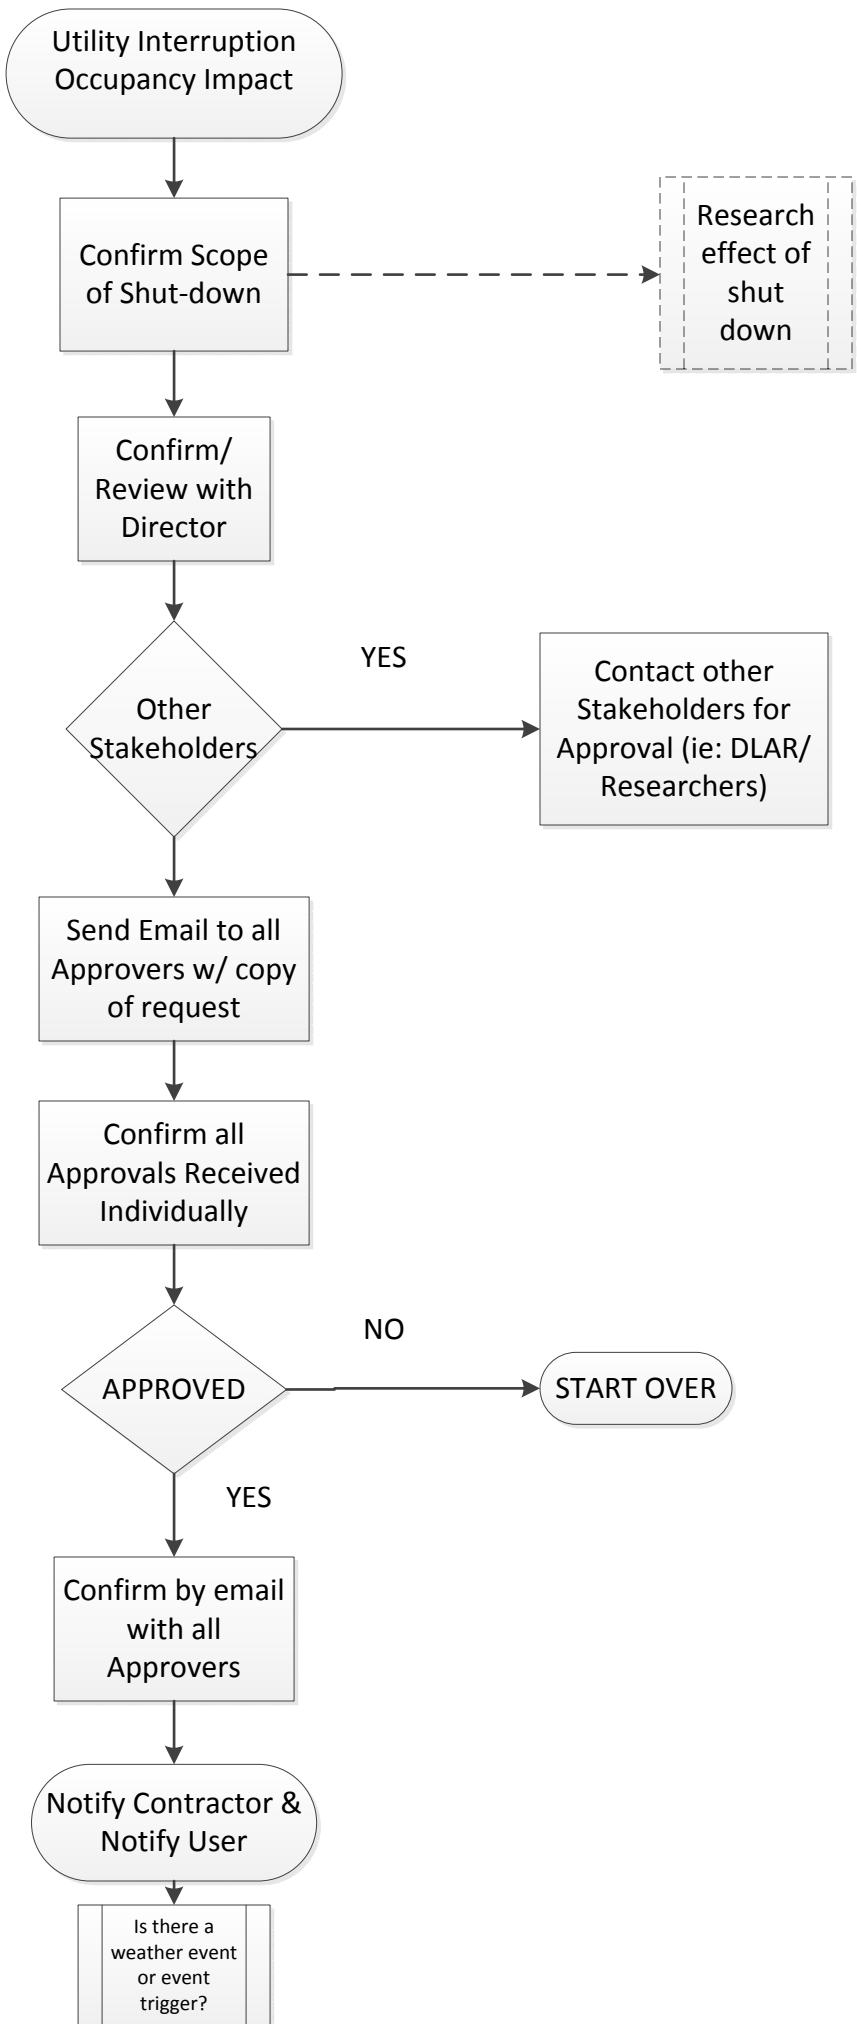 Utility Interruption
Occupancy Impact
Confirm Scope
of Shut-down
Research
effect of
shut
down
Confirm/
Review with
Director
Other
Stakeholders
YES
Contact other
Stakeholders for
Approval (ie: DLAR/
Researchers)
Send Email to all
Approvers w/ copy
of request
Confirm all
Approvals Received
Individually
APPROVED
NO
START OVER
YES
Confirm by email
with all
Approvers
Notify Contractor &
Notify User
Is there a
weather event
or event
trigger?